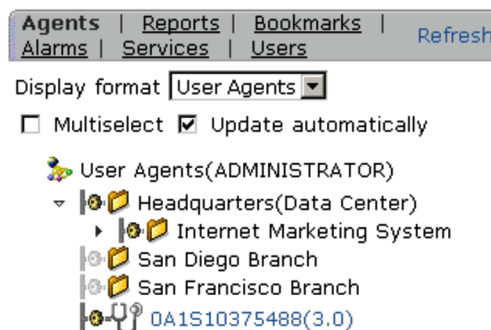 Agents | Reports | Bookmarks |
Alarms | Services | Users
Refresh
Display format User Agents
Multiselect Update automatically
User Agents(ADMINISTRATOR)
Headquarters(Data Center)
Internet Marketing System
San Diego Branch
San Francisco Branch
0A1S10375488(3.0)